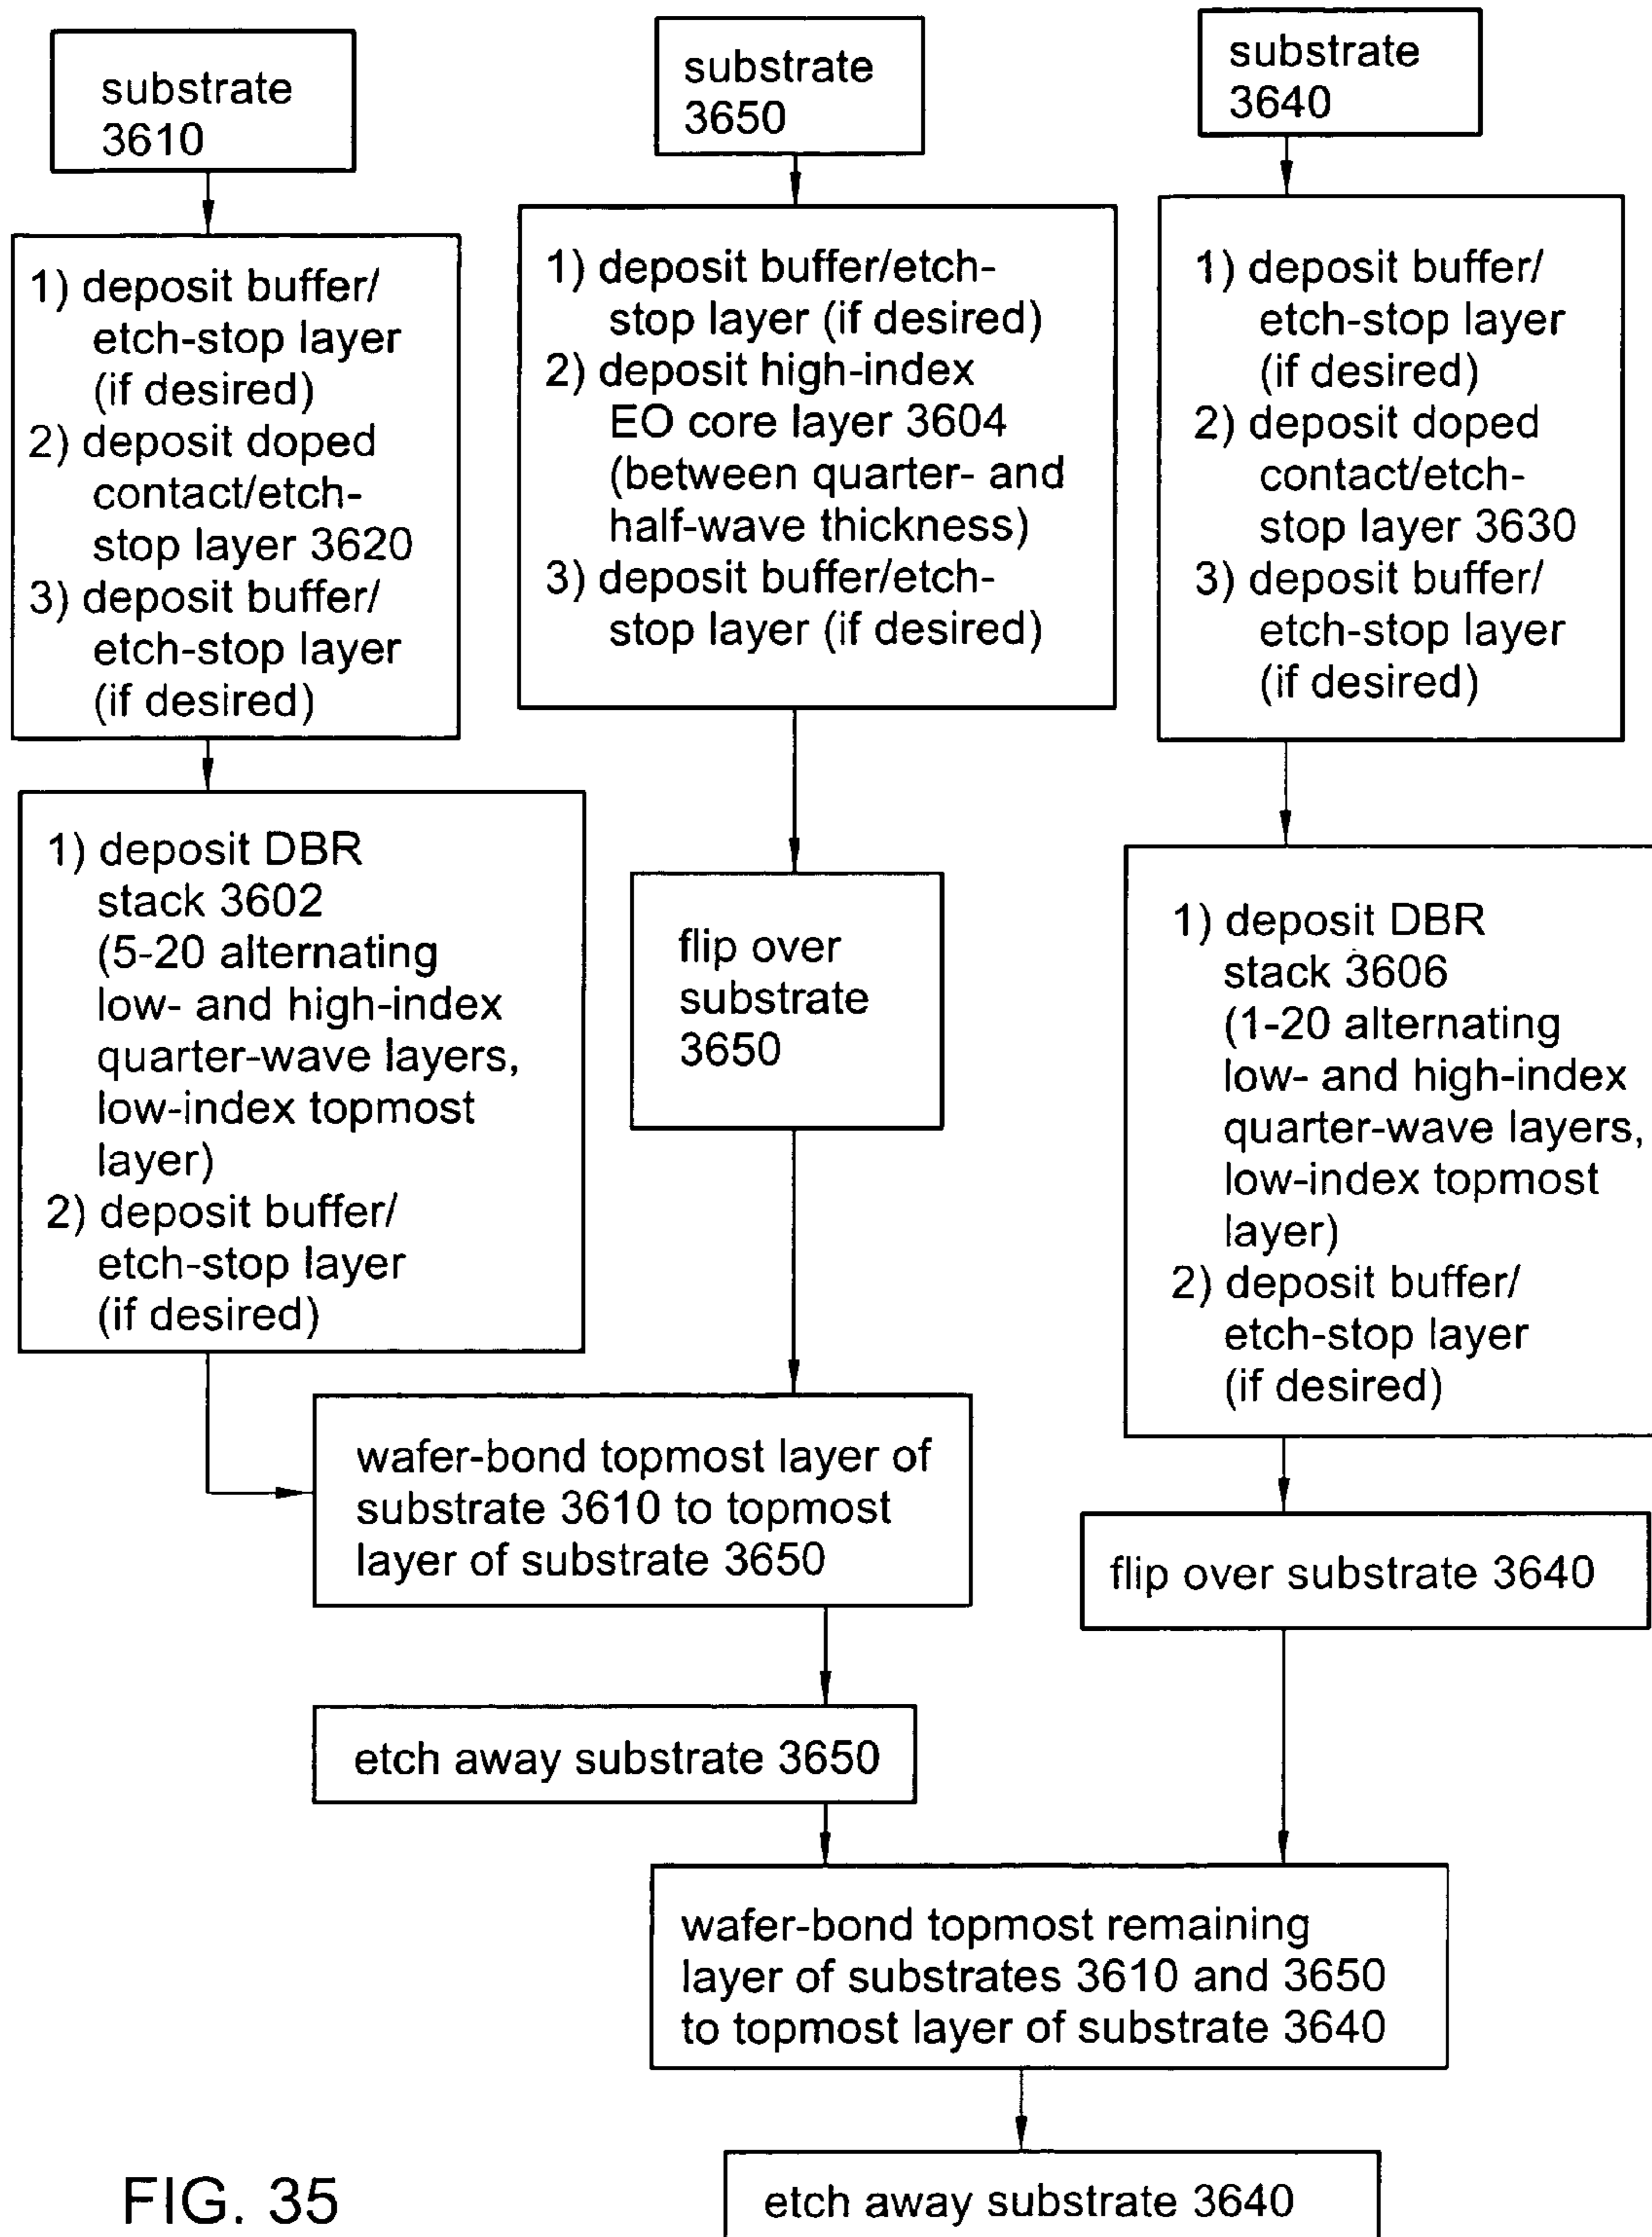 substrate
3610
1) deposit buffer/
etch-stop layer
(if desired)
2) deposit doped
contact/etch-
stop layer 3620
3) deposit buffer/
etch-stop layer
(if desired)
1) deposit DBR
stack 3602
(5-20 alternating
low- and high-index
quarter-wave layers,
low-index topmost
layer)
2) deposit buffer/
etch-stop layer
(if desired)
substrate
3650
1) deposit buffer/etch-
stop layer (if desired)
2) deposit high-index
EO core layer 3604
(between quarter- and
half-wave thickness)
3) deposit buffer/etch-
stop layer (if desired)
flip over
substrate
3650
wafer-bond topmost layer of
substrate 3610 to topmost
layer of substrate 3650
etch away substrate 3650
substrate
3640
1) deposit buffer/
etch-stop layer
(if desired)
2) deposit doped
contact/etch-
stop layer 3630
3) deposit buffer/
etch-stop layer
(if desired)
1) deposit DBR
stack 3606
(1-20 alternating
low- and high-index
quarter-wave layers,
low-index topmost
layer)
2) deposit buffer/
etch-stop layer
(if desired)
flip over substrate 3640
wafer-bond topmost remaining
layer of substrates 3610 and 3650
to topmost layer of substrate 3640
etch away substrate 3640
FIG. 35